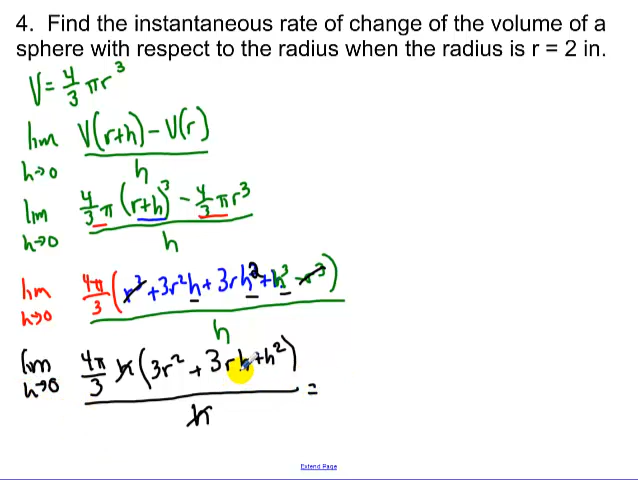 4. Find the instantaneous rate of change of the volume of a
sphere with respect to the radius when the radius is r = 2 in.
V = 4/3 πr³
lim h→0 (V(r+h) − V(r)) / h
lim h→0 (4/3 π (r+h)³ − 4/3 πr³) / h
lim h→0 4π/3 (r³ + 3r²h + 3rh² + h³ − r³) / h
lim h→0 4π/3 h (3r² + 3rh + h²) / h =
Extend Page